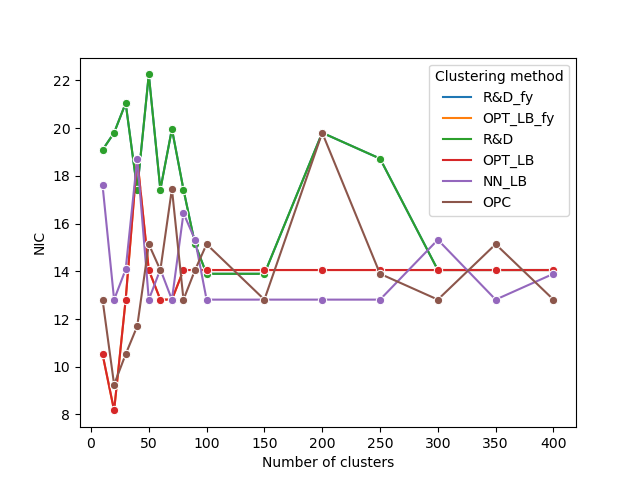 22
20
18
16
14
12
10
8
NIC
0
50
100
150
200
250
300
350
400
Number of clusters
Clustering method
R&D_fy
OPT_LB_fy
R&D
OPT_LB
NN_LB
OPC